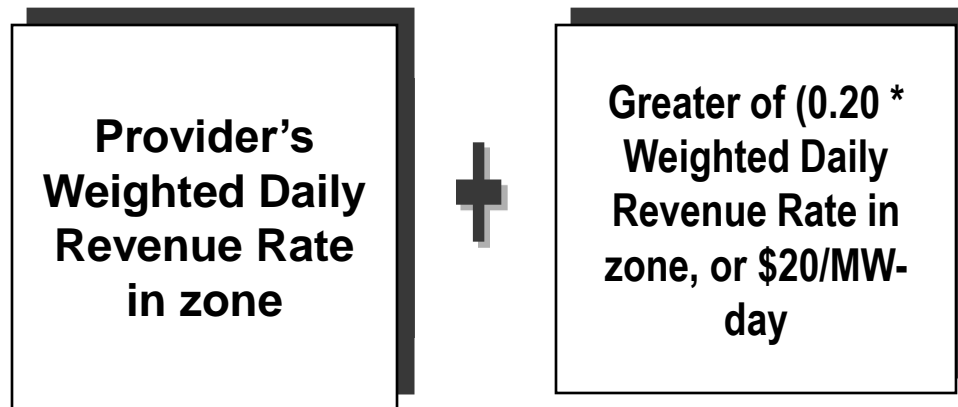 Provider’s
Weighted Daily
Revenue Rate
in zone
+
Greater of (0.20 *
Weighted Daily
Revenue Rate in
zone, or $20/MW-
day